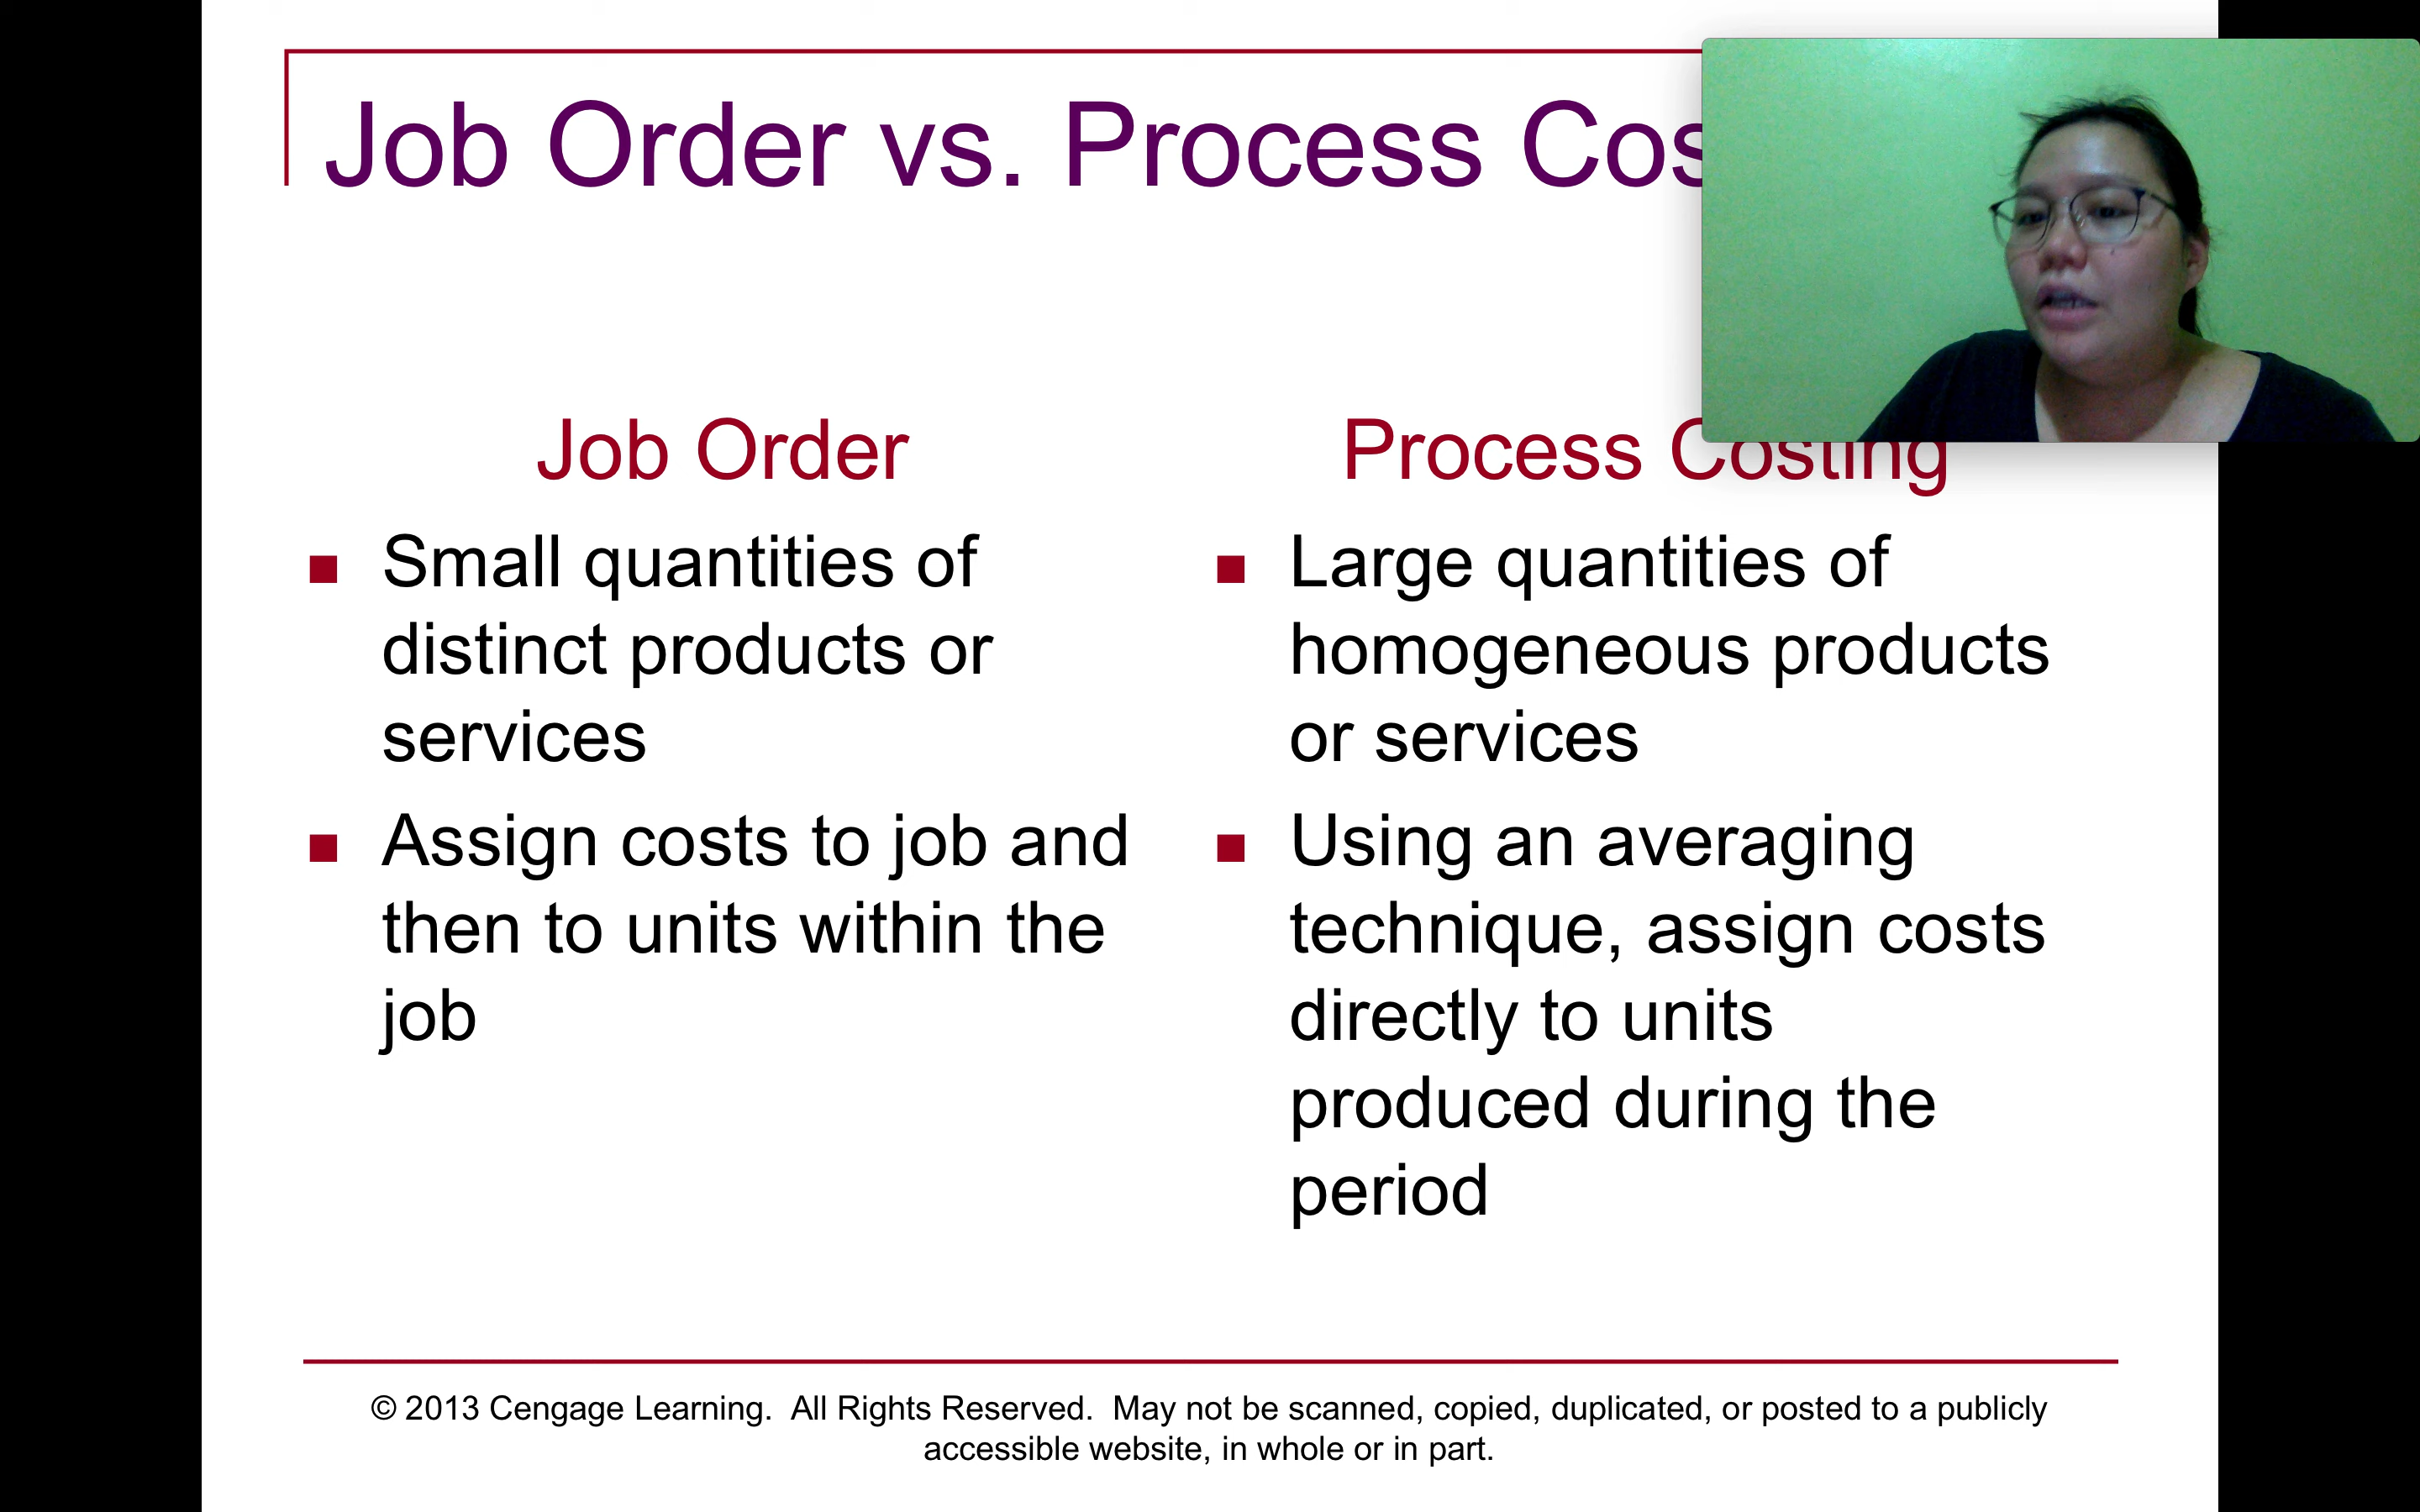 Job Order vs. Process Cos
Job Order
Small quantities of
distinct products or
services
Assign costs to job and
then to units within the
job
Process Costing
Large quantities of
homogeneous products
or services
Using an averaging
technique, assign costs
directly to units
produced during the
period
© 2013 Cengage Learning.  All Rights Reserved.  May not be scanned, copied, duplicated, or posted to a publicly
accessible website, in whole or in part.